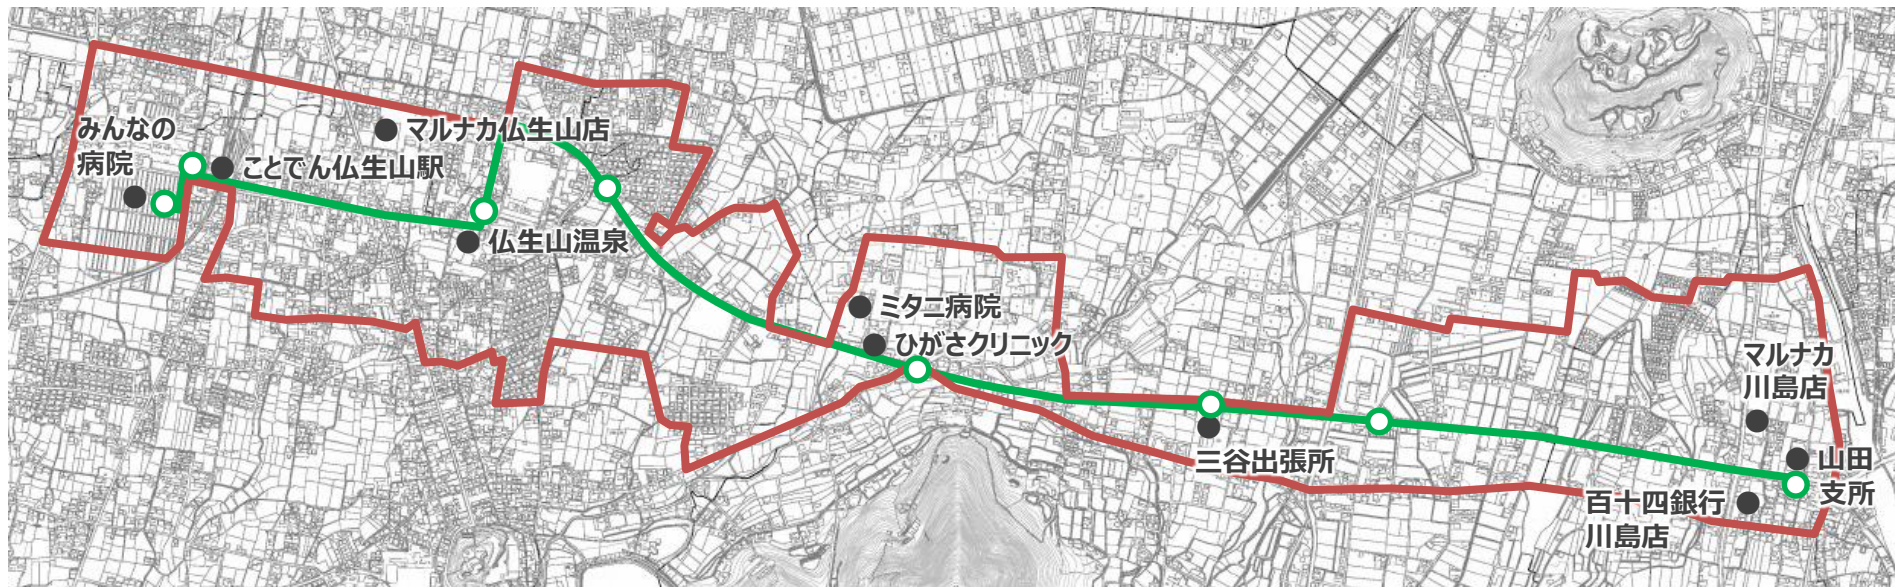 みんなの
病院
ことでん仏生山駅
マルナカ仏生山店
仏生山温泉
ミタニ病院
ひがさクリニック
三谷出張所
マルナカ
川島店
山田
支所
百十四銀行
川島店